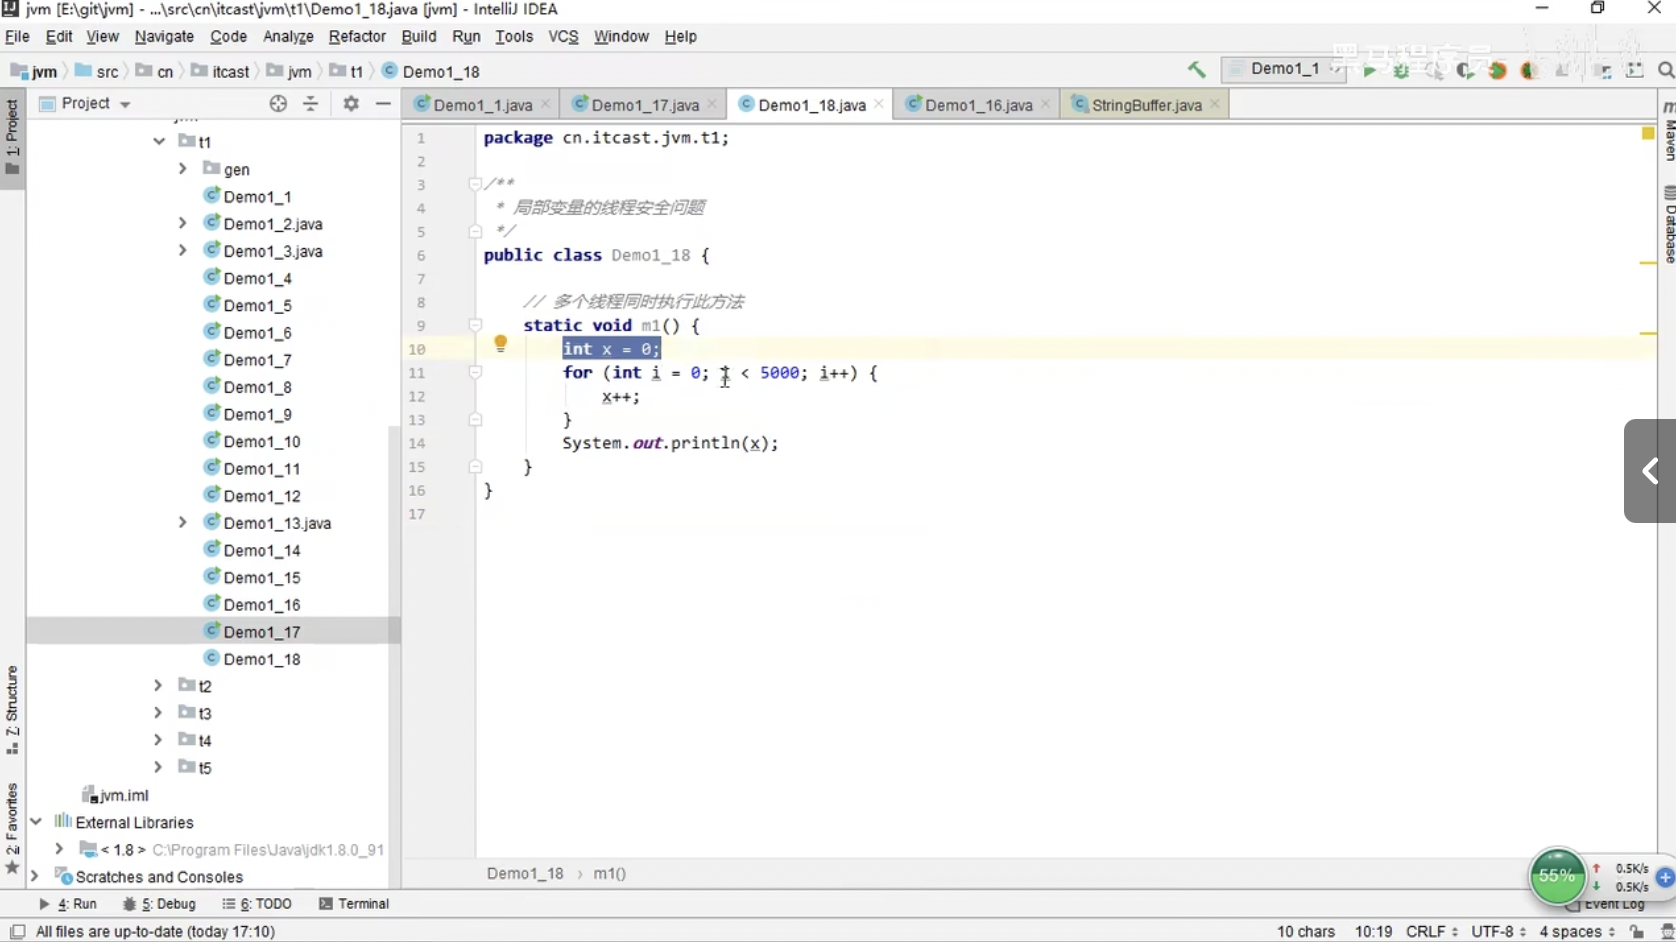 jvm [E:\git\jvm] - ...\src\cn\itcast\jvm\t1\Demo1_18.java [jvm] - IntelliJ IDEA
File Edit View Navigate Code Analyze Refactor Build Run Tools VCS Window Help
黑马程序员
jvm src cn itcast jvm t1 Demo1_18 Demo1_1
Project
Demo1_1.java Demo1_17.java Demo1_18.java Demo1_16.java StringBuffer.java
1: Project
Z: Structure
2: Favorites
Maven
Database
t1
gen
Demo1_1
Demo1_2.java
Demo1_3.java
Demo1_4
Demo1_5
Demo1_6
Demo1_7
Demo1_8
Demo1_9
Demo1_10
Demo1_11
Demo1_12
Demo1_13.java
Demo1_14
Demo1_15
Demo1_16
Demo1_17
Demo1_18
t2
t3
t4
t5
jvm.iml
External Libraries
< 1.8 > C:\Program Files\Java\jdk1.8.0_91
Scratches and Consoles
1 package cn.itcast.jvm.t1;
2
3 /**
4 * 局部变量的线程安全问题
5 */
6 public class Demo1_18 {
7
8 // 多个线程同时执行此方法
9 static void m1() {
10 int x = 0;
11 for (int i = 0; i < 5000; i++) {
12 x++;
13 }
14 System.out.println(x);
15 }
16 }
17
Demo1_18 › m1()
55%
0.5K/s
0.5K/s
4: Run 5: Debug 6: TODO Terminal Event Log
All files are up-to-date (today 17:10) 10 chars 10:19 CRLF UTF-8 4 spaces